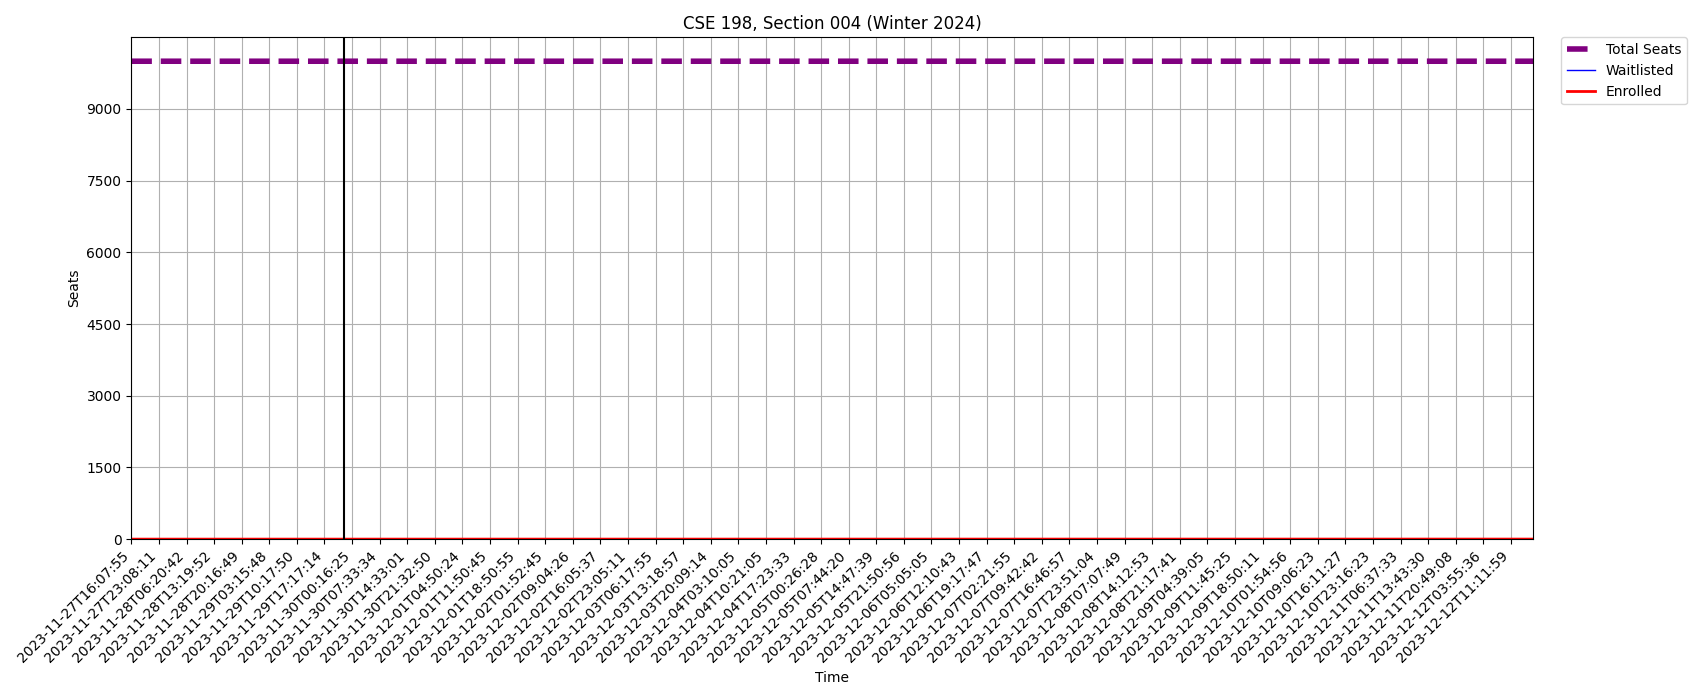 CSE 198, Section 004 (Winter 2024)
Total Seats
Waitlisted
Enrolled
9000
7500
6000
4500
3000
1500
0
Seats
2023-11-27T16:07:55
2023-11-27T23:08:11
2023-11-28T06:20:42
2023-11-28T13:19:52
2023-11-28T20:16:49
2023-11-29T03:15:48
2023-11-29T10:17:50
2023-11-29T17:17:14
2023-11-30T00:16:25
2023-11-30T07:33:34
2023-11-30T14:33:01
2023-11-30T21:32:50
2023-12-01T04:50:24
2023-12-01T11:50:45
2023-12-01T18:50:55
2023-12-02T01:52:45
2023-12-02T09:04:26
2023-12-02T16:05:37
2023-12-02T23:05:11
2023-12-03T06:17:55
2023-12-03T13:18:57
2023-12-03T20:09:14
2023-12-04T03:10:05
2023-12-04T10:21:05
2023-12-04T17:23:33
2023-12-05T00:26:28
2023-12-05T07:44:20
2023-12-05T14:47:39
2023-12-05T21:50:56
2023-12-06T05:05:05
2023-12-06T12:10:43
2023-12-06T19:17:47
2023-12-07T02:21:55
2023-12-07T09:42:42
2023-12-07T16:46:57
2023-12-07T23:51:04
2023-12-08T07:07:49
2023-12-08T14:12:53
2023-12-08T21:17:41
2023-12-09T04:39:05
2023-12-09T11:45:25
2023-12-09T18:50:11
2023-12-10T01:54:56
2023-12-10T09:06:23
2023-12-10T16:11:27
2023-12-10T23:16:23
2023-12-11T06:37:33
2023-12-11T13:43:30
2023-12-11T20:49:08
2023-12-12T03:55:36
2023-12-12T11:11:59
Time